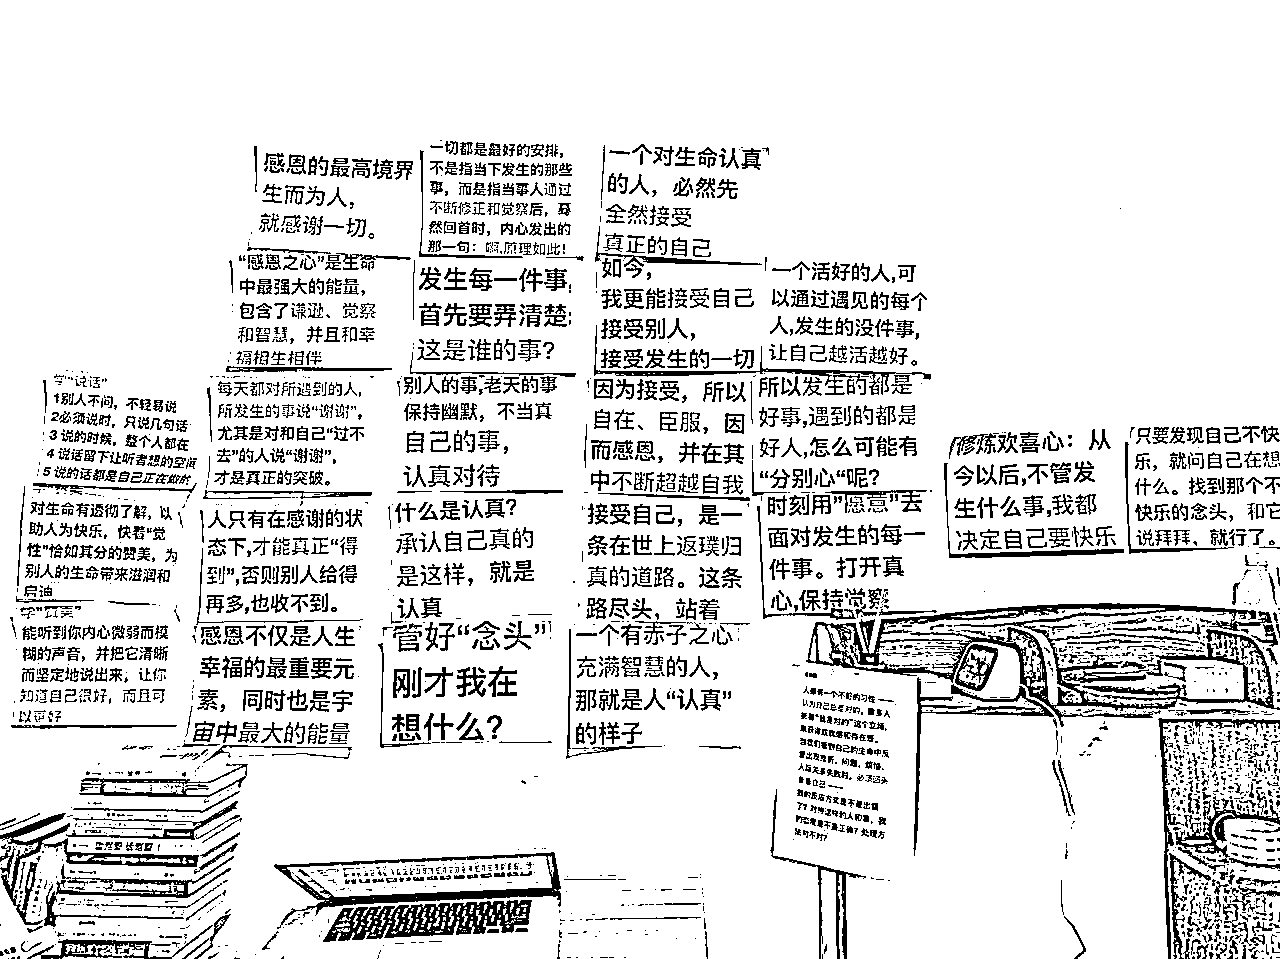 感恩的最高境界
生而为人，
就感谢一切。
一切都是最好的安排，
不是指当下发生的那些
事，而是指当事人通过
不断修正和觉察后，蓦
然回首时，内心发出的
那一句：啊,原理如此！
一个对生命认真
的人，必然先
全然接受
真正的自己
“感恩之心”是生命
中最强大的能量，
包含了谦逊、觉察
和智慧，并且和幸
福相生相伴
发生每一件事,
首先要弄清楚:
这是谁的事？
如今，
我更能接受自己
接受别人，
接受发生的一切
一个活好的人,可
以通过遇见的每个
人,发生的没件事,
让自己越活越好。
学“说话”
1别人不问，不轻易说
2必须说时，只说几句话
3 说的时候，整个人都在
4 说话留下让听者想的空间
5 说的话都是自己正在做的
每天都对所遇到的人,
所发生的事说“谢谢”,
尤其是对和自己“过不
去”的人说“谢谢”,
才是真正的突破。
别人的事,老天的事
保持幽默，不当真
自己的事，
认真对待
因为接受，所以
自在、臣服，因
而感恩，并在其
中不断超越自我
所以发生的都是
好事,遇到的都是
好人,怎么可能有
“分别心“呢？
修炼欢喜心：从
今以后,不管发
生什么事,我都
决定自己要快乐
只要发现自己不快
乐，就问自己在想
什么。找到那个不
快乐的念头，和它
说拜拜，就行了。
对生命有透彻了解，以
助人为快乐，快着“觉
性”恰如其分的赞美，为
别人的生命带来滋润和
启迪
人只有在感谢的状
态下,才能真正“得
到”,否则别人给得
再多,也收不到。
什么是认真？
承认自己真的
是这样，就是
认真
接受自己，是一
条在世上返璞归
真的道路。这条
路尽头，站着
时刻用”愿意”去
面对发生的每一
件事。打开真
心,保持觉察
学“赞美”
能听到你内心微弱而模
糊的声音，并把它清晰
而坚定地说出来，让你
知道自己很好，而且可
以更好
感恩不仅是人生
幸福的最重要元
素，同时也是宇
宙中最大的能量
管好“念头”
刚才我在
想什么？
一个有赤子之心
充满智慧的人，
那就是人“认真”
的样子